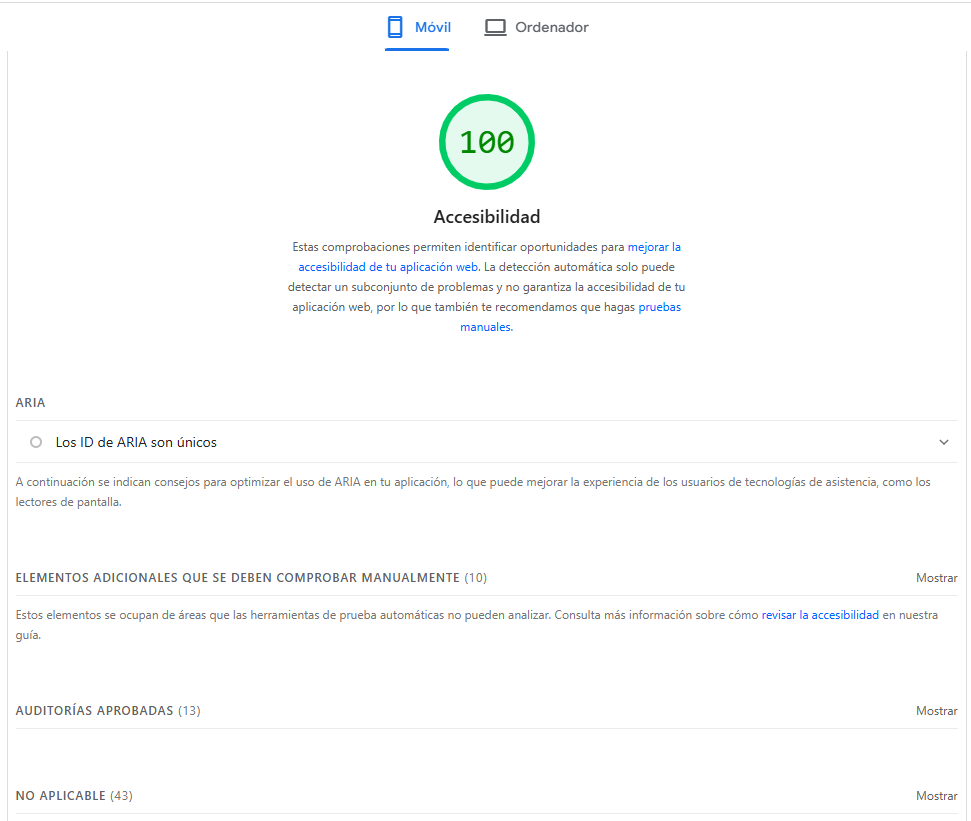 Móvil
Ordenador
100
Accesibilidad
Estas comprobaciones permiten identificar oportunidades para mejorar la
accesibilidad de tu aplicación web. La detección automática solo puede
detectar un subconjunto de problemas y no garantiza la accesibilidad de tu
aplicación web, por lo que también te recomendamos que hagas pruebas
manuales.
ARIA
Los ID de ARIA son únicos
A continuación se indican consejos para optimizar el uso de ARIA en tu aplicación, lo que puede mejorar la experiencia de los usuarios de tecnologías de asistencia, como los
lectores de pantalla.
ELEMENTOS ADICIONALES QUE SE DEBEN COMPROBAR MANUALMENTE (10)
Mostrar
Estos elementos se ocupan de áreas que las herramientas de prueba automáticas no pueden analizar. Consulta más información sobre cómo revisar la accesibilidad en nuestra
guía.
AUDITORÍAS APROBADAS (13)
Mostrar
NO APLICABLE (43)
Mostrar